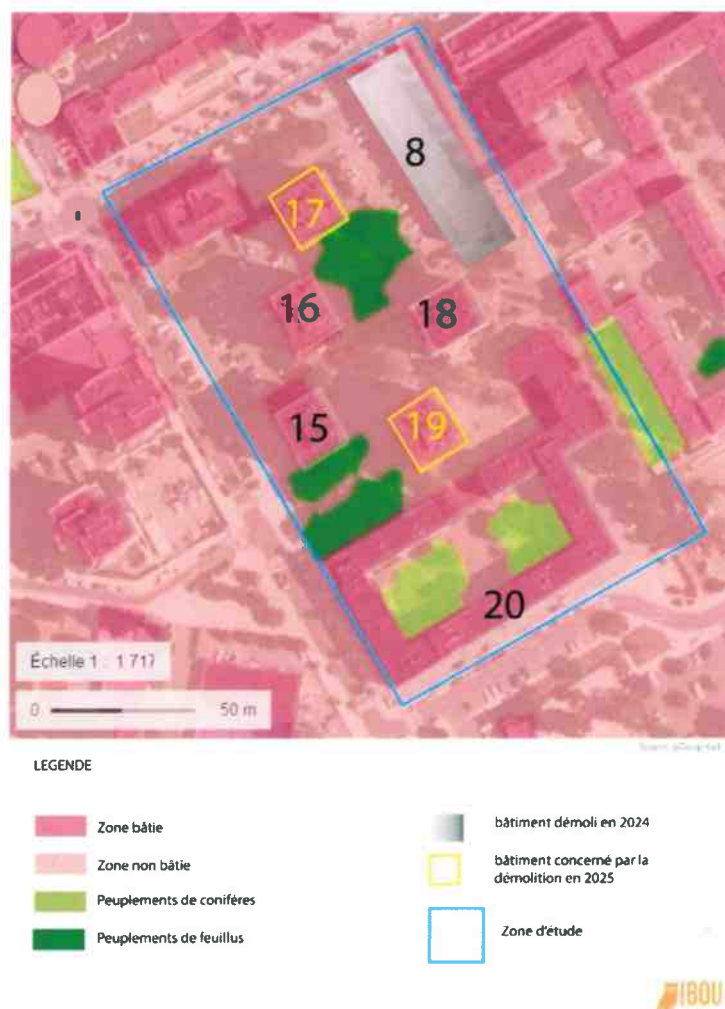 8
17
16
18
15
19
20
Échelle 1 : 1 717
0 50 m
LEGENDE
Zone bâtie
Zone non bâtie
Peuplements de conifères
Peuplements de feuillus
bâtiment démoli en 2024
bâtiment concerné par la
démolition en 2025
Zone d'étude
IBOU